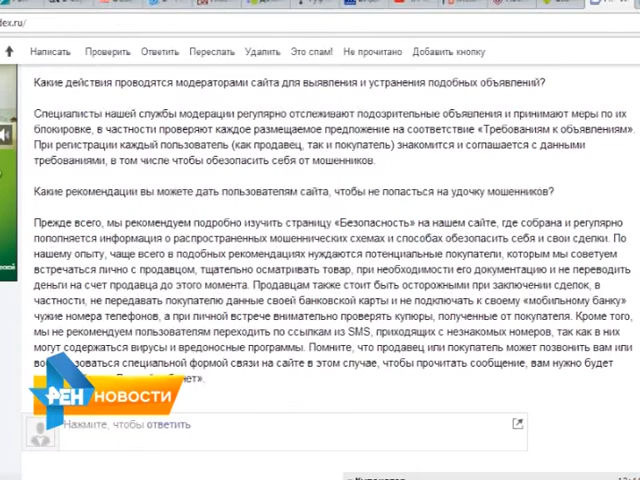 dex.ru/
Написать Проверить Ответить Переслать Удалить Это спам! Не прочитано Добавить кнопку
Какие действия проводятся модераторами сайта для выявления и устранения подобных объявлений?
Специалисты нашей службы модерации регулярно отслеживают подозрительные объявления и принимают меры по их
блокировке, в частности проверяют каждое размещаемое предложение на соответствие «Требованиям к объявлениям».
При регистрации каждый пользователь (как продавец, так и покупатель) знакомится и соглашается с данными
требованиями, в том числе чтобы обезопасить себя от мошенников.
Какие рекомендации вы можете дать пользователям сайта, чтобы не попасться на удочку мошенников?
Прежде всего, мы рекомендуем подробно изучить страницу «Безопасность» на нашем сайте, где собрана и регулярно
пополняется информация о распространенных мошеннических схемах и способах обезопасить себя и свои сделки. По
нашему опыту, чаще всего в подобных рекомендациях нуждаются потенциальные покупатели, которым мы советуем
встречаться лично с продавцом, тщательно осматривать товар, при необходимости его документацию и не переводить
деньги на счет продавца до этого момента. Продавцам также стоит быть осторожными при заключении сделок, в
частности, не передавать покупателю данные своей банковской карты и не подключать к своему «мобильному банку»
чужие номера телефонов, а при личной встрече внимательно проверять купюры, полученные от покупателя. Кроме того,
мы не рекомендуем пользователям переходить по ссылкам из SMS, приходящих с незнакомых номеров, так как в них
могут содержаться вирусы и вредоносные программы. Помните, что продавец или покупатель может позвонить вам или
специальной формой связи на сайте в этом случае, чтобы прочитать сообщение, вам нужно будет
РЕН НОВОСТИ
Нажмите, чтобы ответить